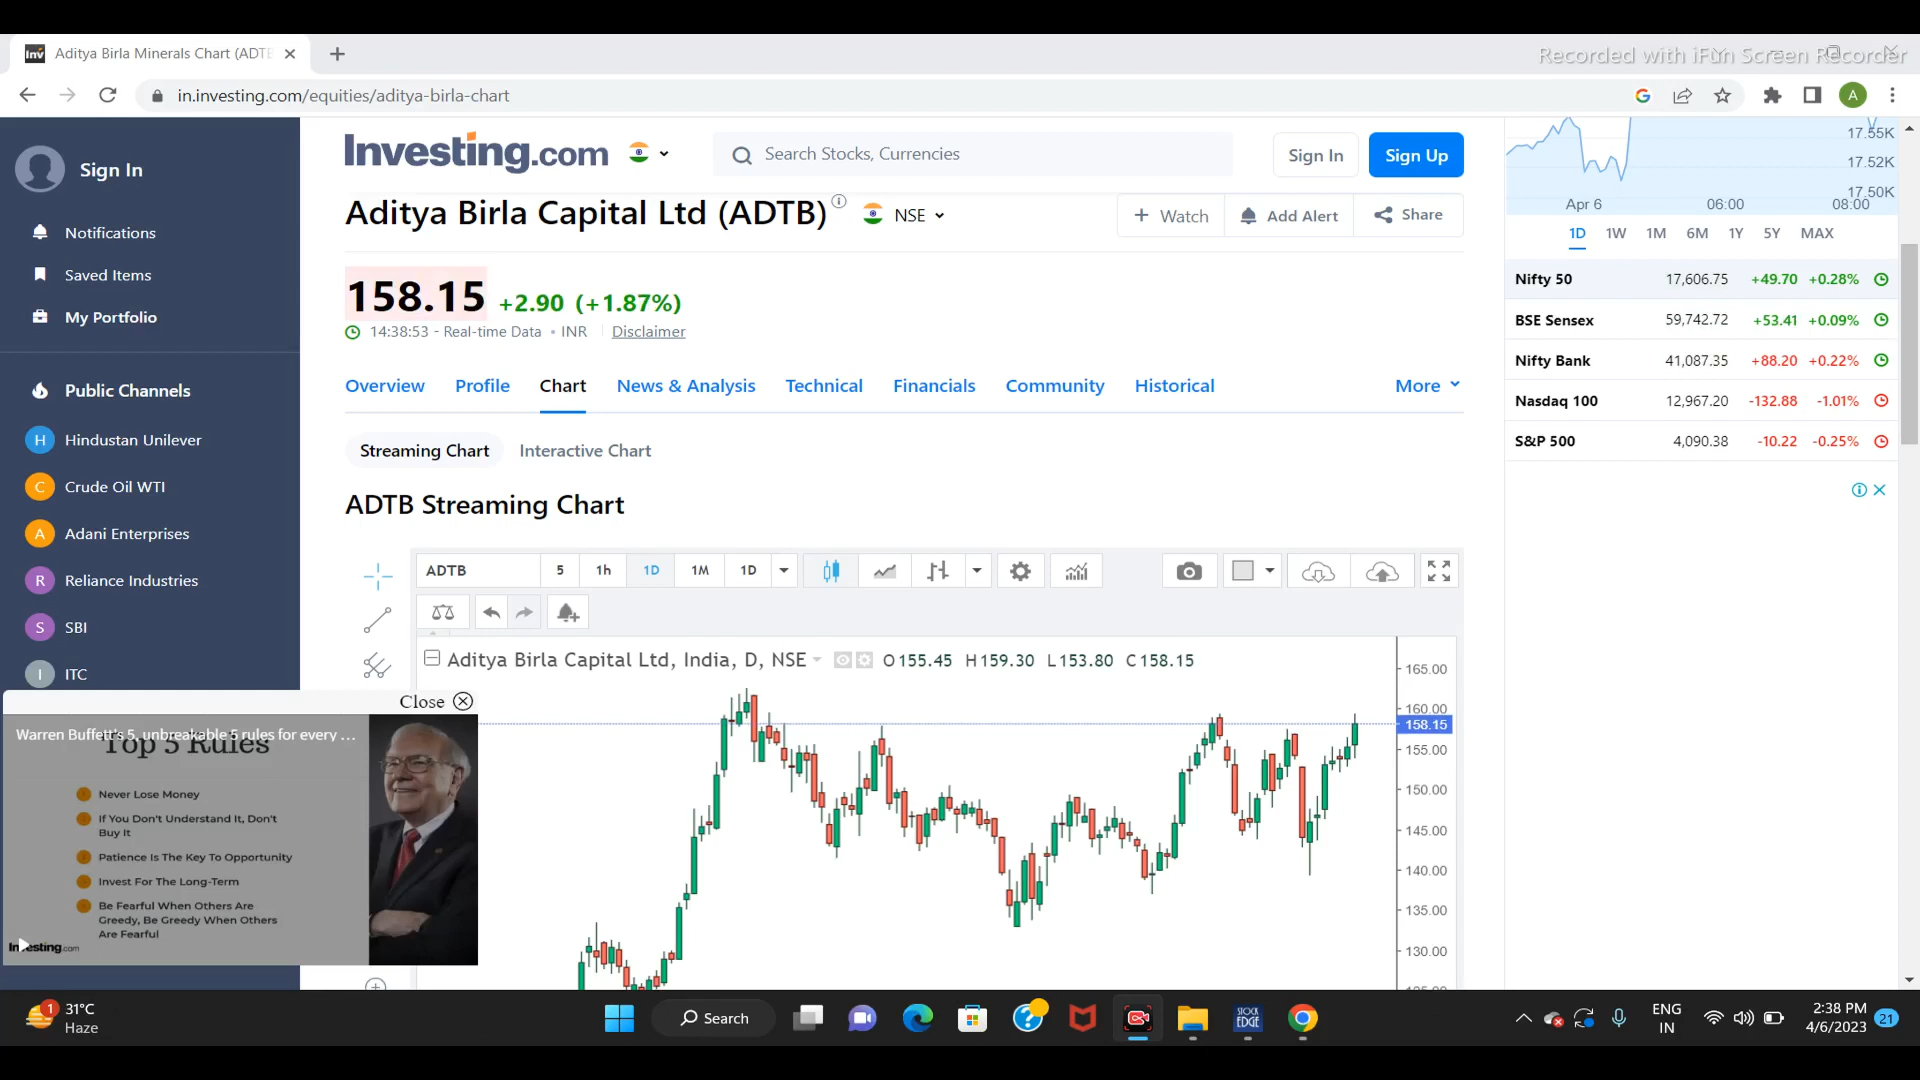 Aditya Birla Minerals Chart (ADTB
Recorded with iFun Screen Recorder
in.investing.com/equities/aditya-birla-chart
A
Sign In
Notifications
Saved Items
My Portfolio
Public Channels
H Hindustan Unilever
C Crude Oil WTI
A Adani Enterprises
R Reliance Industries
S SBI
I ITC
Investing.com
Search Stocks, Currencies
Sign In
Sign Up
Aditya Birla Capital Ltd (ADTB)
NSE
+ Watch
Add Alert
Share
158.15 +2.90 (+1.87%)
14:38:53 - Real-time Data • INR
Disclaimer
Overview Profile Chart News & Analysis Technical Financials Community Historical More
Streaming Chart Interactive Chart
ADTB Streaming Chart
ADTB 5 1h 1D 1M 1D
Aditya Birla Capital Ltd, India, D, NSE O155.45 H159.30 L153.80 C158.15
165.00
160.00
158.15
155.00
150.00
145.00
140.00
135.00
130.00
17.55K
17.52K
17.50K
Apr 6 06:00 08:00
1D 1W 1M 6M 1Y 5Y MAX
Nifty 50 17,606.75 +49.70 +0.28%
BSE Sensex 59,742.72 +53.41 +0.09%
Nifty Bank 41,087.35 +88.20 +0.22%
Nasdaq 100 12,967.20 -132.88 -1.01%
S&P 500 4,090.38 -10.22 -0.25%
Close
Warren Buffett's 5, unbreakable 5 rules for every ...
Top 5 Rules
Never Lose Money
If You Don't Understand It, Don't
Buy It
Patience Is The Key To Opportunity
Invest For The Long-Term
Be Fearful When Others Are
Greedy, Be Greedy When Others
Are Fearful
Investing.com
1
31°C
Haze
Search
STOCK
EDGE
ENG
IN
2:38 PM
4/6/2023
21